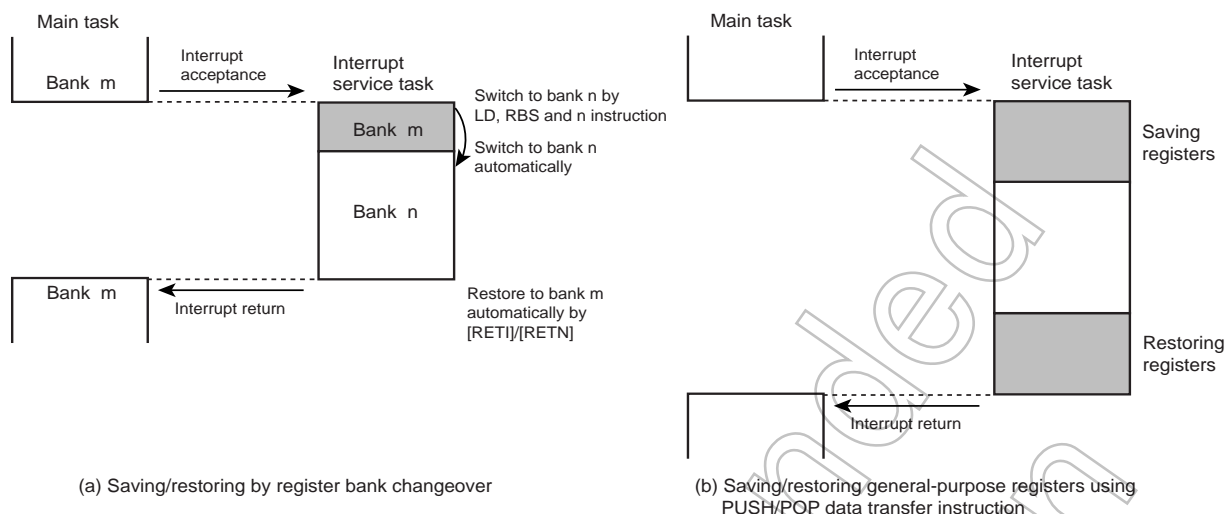 Main task
Bank m
Interrupt
acceptance
Interrupt
service task
Bank m
Switch to bank n by
LD, RBS and n instruction
Switch to bank n
automatically
Bank n
Bank m
Interrupt return
Restore to bank m
automatically by
[RETI]/[RETN]
(a) Saving/restoring by register bank changeover
Main task
Interrupt
acceptance
Interrupt
service task
Saving
registers
Restoring
registers
Interrupt return
(b) Saving/restoring general-purpose registers using
PUSH/POP data transfer instruction
nded